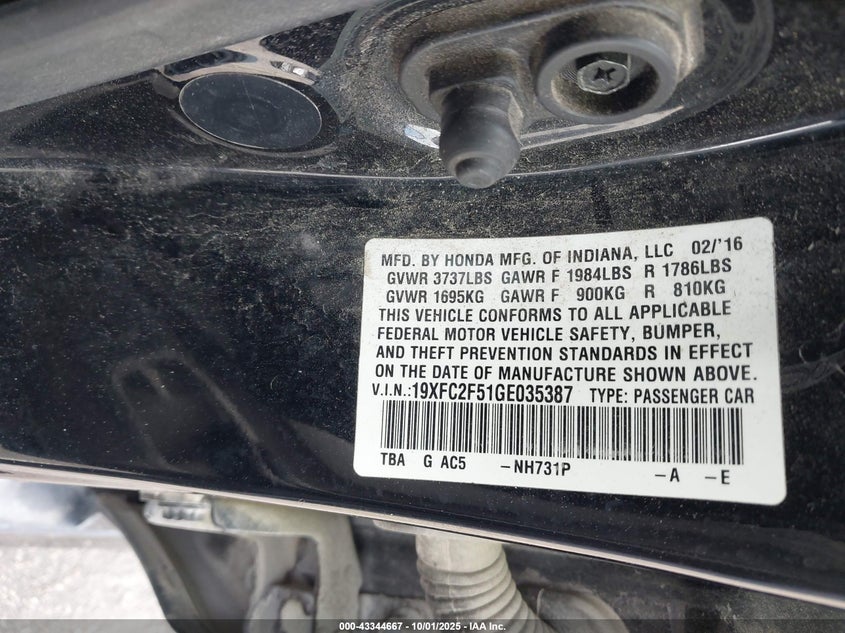 MFD. BY HONDA MFG. OF INDIANA, LLC 02/'16
GVWR 3737LBS GAWR F 1984LBS R 1786LBS
GVWR 1695KG GAWR F 900KG R 810KG
THIS VEHICLE CONFORMS TO ALL APPLICABLE
FEDERAL MOTOR VEHICLE SAFETY, BUMPER,
AND THEFT PREVENTION STANDARDS IN EFFECT
ON THE DATE OF MANUFACTURE SHOWN ABOVE.
V.I.N.:19XFC2F51GE035387 TYPE: PASSENGER CAR
TBA G AC5 –NH731P –A –E
000-43344667 - 10/01/2025 - IAA Inc.